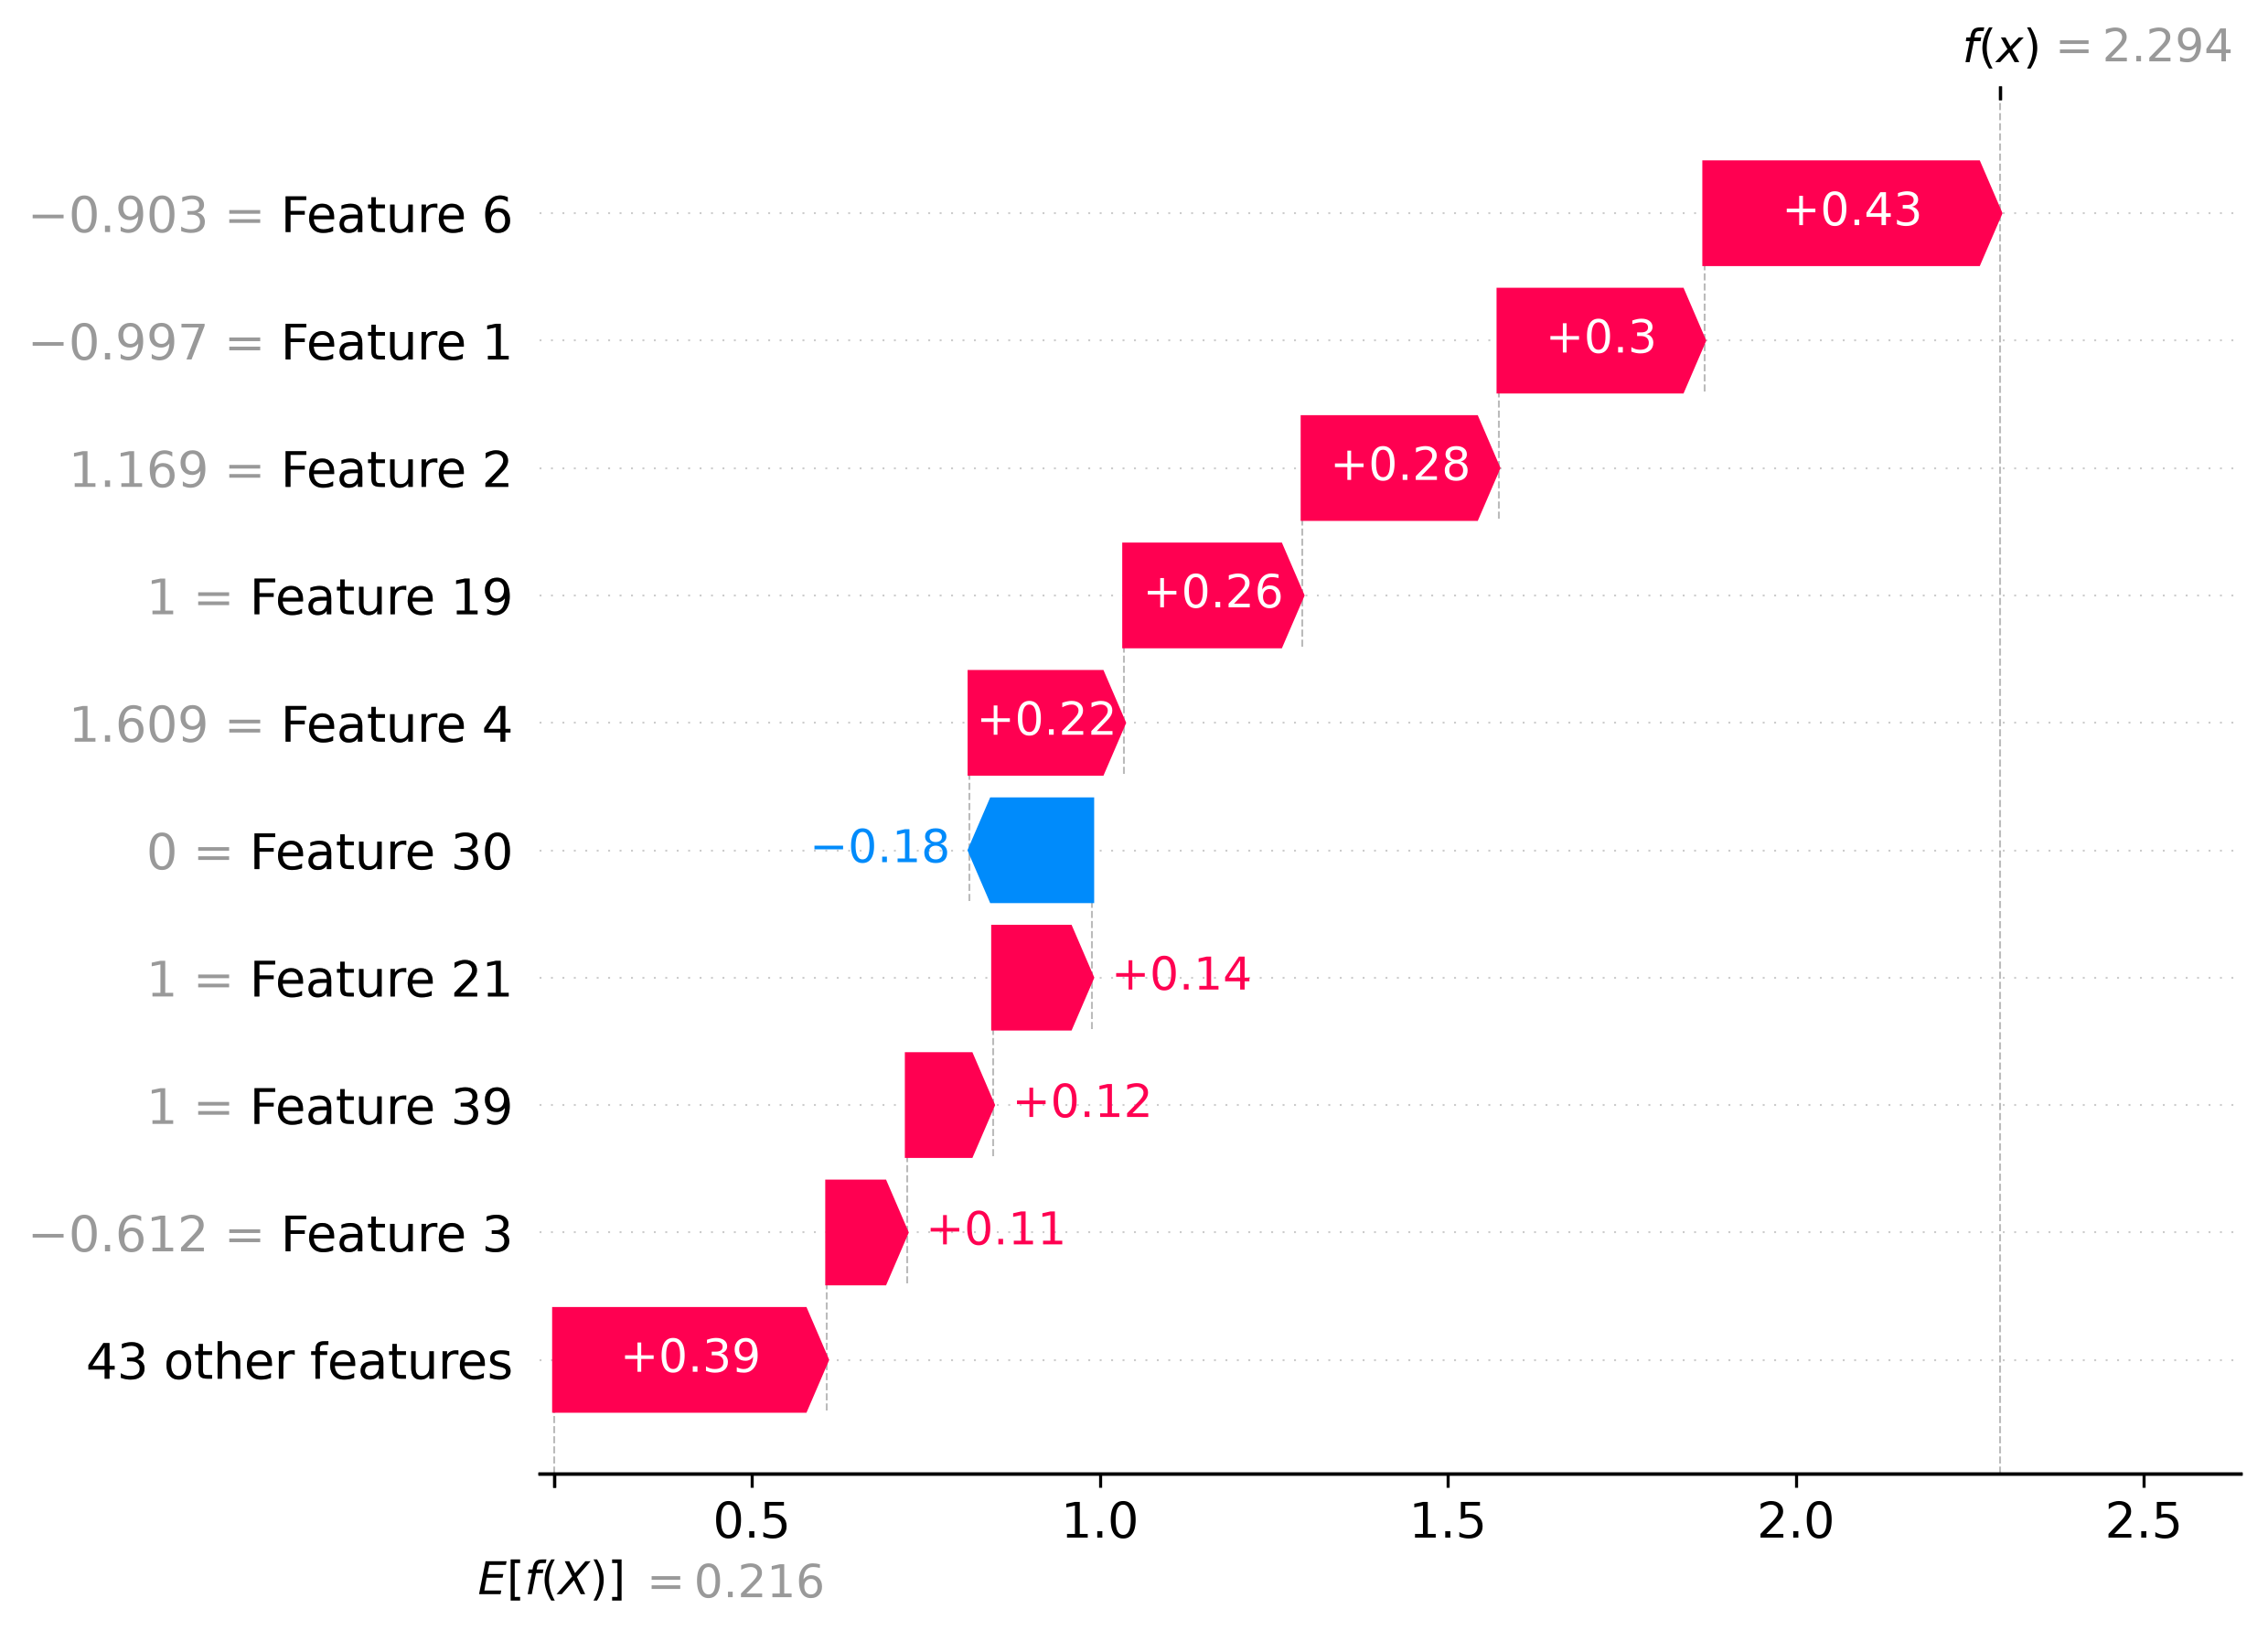 f(x) = 2.294
−0.903 = Feature 6 +0.43
−0.997 = Feature 1 +0.3
1.169 = Feature 2 +0.28
1 = Feature 19 +0.26
1.609 = Feature 4 +0.22
0 = Feature 30 −0.18
1 = Feature 21 +0.14
1 = Feature 39 +0.12
−0.612 = Feature 3 +0.11
43 other features +0.39
0.5 1.0 1.5 2.0 2.5
E[f(X)] = 0.216